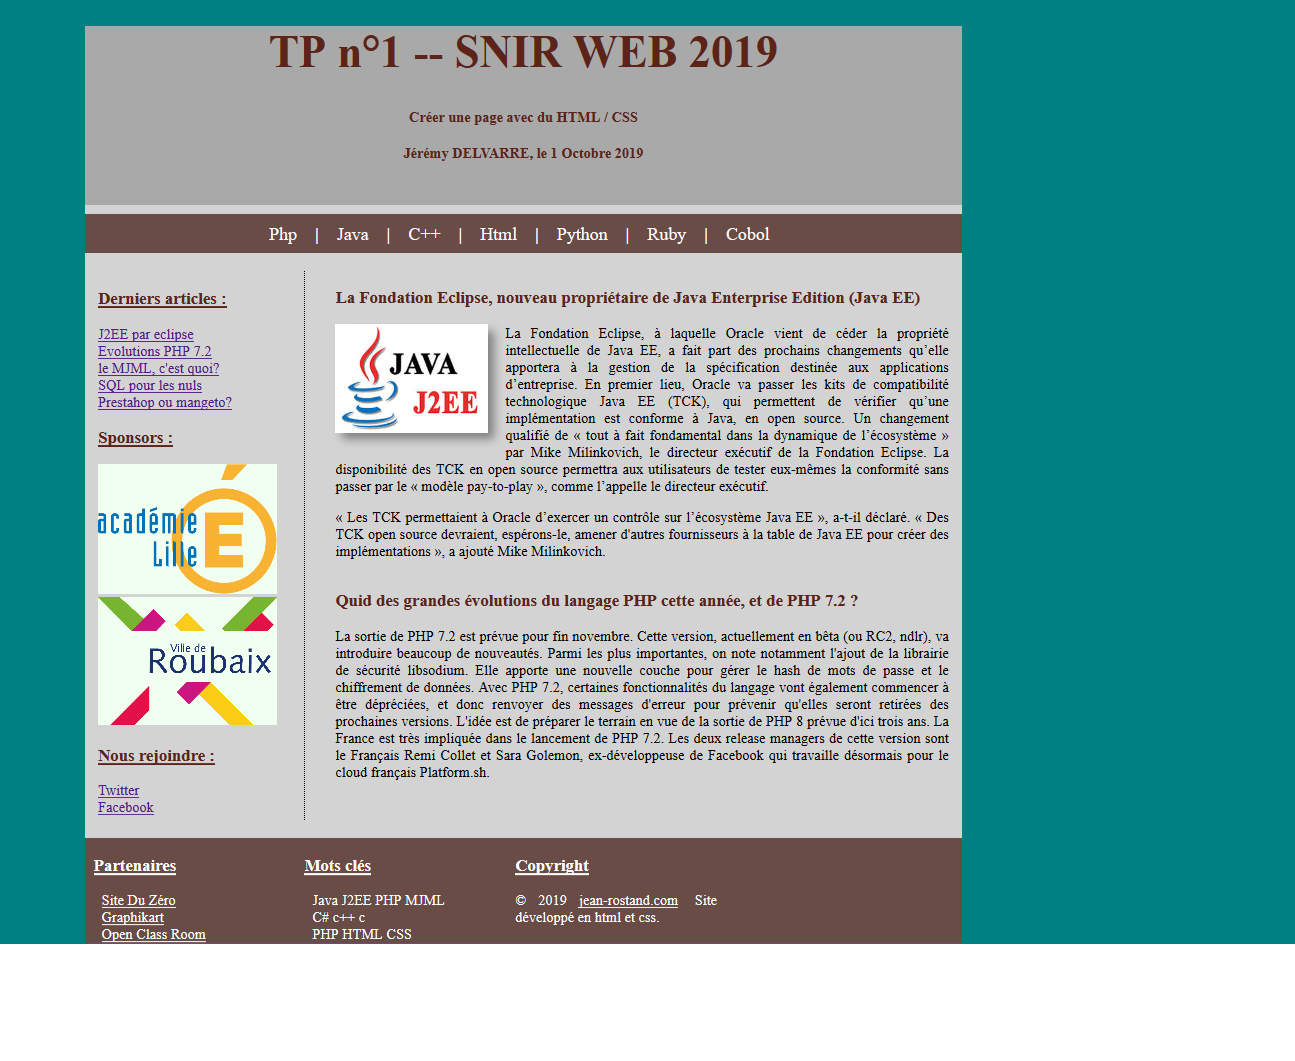 TP n°1 -- SNIR WEB 2019
Créer une page avec du HTML / CSS
Jérémy DELVARRE, le 1 Octobre 2019
Php | Java | C++ | Html | Python | Ruby | Cobol
Derniers articles :
J2EE par eclipse
Evolutions PHP 7.2
le MJML, c'est quoi?
SQL pour les nuls
Prestahop ou mangeto?
Sponsors :
académie
Lille
É
Ville de
Roubaix
Nous rejoindre :
Twitter
Facebook
La Fondation Eclipse, nouveau propriétaire de Java Enterprise Edition (Java EE)
JAVA
J2EE
La Fondation Eclipse, à laquelle Oracle vient de céder la propriété
intellectuelle de Java EE, a fait part des prochains changements qu’elle
apportera à la gestion de la spécification destinée aux applications
d’entreprise. En premier lieu, Oracle va passer les kits de compatibilité
technologique Java EE (TCK), qui permettent de vérifier qu’une
implémentation est conforme à Java, en open source. Un changement
qualifié de « tout à fait fondamental dans la dynamique de l’écosystème »
par Mike Milinkovich, le directeur exécutif de la Fondation Eclipse. La
disponibilité des TCK en open source permettra aux utilisateurs de tester eux-mêmes la conformité sans
passer par le « modèle pay-to-play », comme l’appelle le directeur exécutif.
« Les TCK permettaient à Oracle d’exercer un contrôle sur l’écosystème Java EE », a-t-il déclaré. « Des
TCK open source devraient, espérons-le, amener d'autres fournisseurs à la table de Java EE pour créer des
implémentations », a ajouté Mike Milinkovich.
Quid des grandes évolutions du langage PHP cette année, et de PHP 7.2 ?
La sortie de PHP 7.2 est prévue pour fin novembre. Cette version, actuellement en bêta (ou RC2, ndlr), va
introduire beaucoup de nouveautés. Parmi les plus importantes, on note notamment l'ajout de la librairie
de sécurité libsodium. Elle apporte une nouvelle couche pour gérer le hash de mots de passe et le
chiffrement de données. Avec PHP 7.2, certaines fonctionnalités du langage vont également commencer à
être dépréciées, et donc renvoyer des messages d'erreur pour prévenir qu'elles seront retirées des
prochaines versions. L'idée est de préparer le terrain en vue de la sortie de PHP 8 prévue d'ici trois ans. La
France est très impliquée dans le lancement de PHP 7.2. Les deux release managers de cette version sont
le Français Remi Collet et Sara Golemon, ex-développeuse de Facebook qui travaille désormais pour le
cloud français Platform.sh.
Partenaires
Site Du Zéro
Graphikart
Open Class Room
Mots clés
Java J2EE PHP MJML
C# c++ c
PHP HTML CSS
Copyright
© 2019 jean-rostand.com Site
développé en html et css.